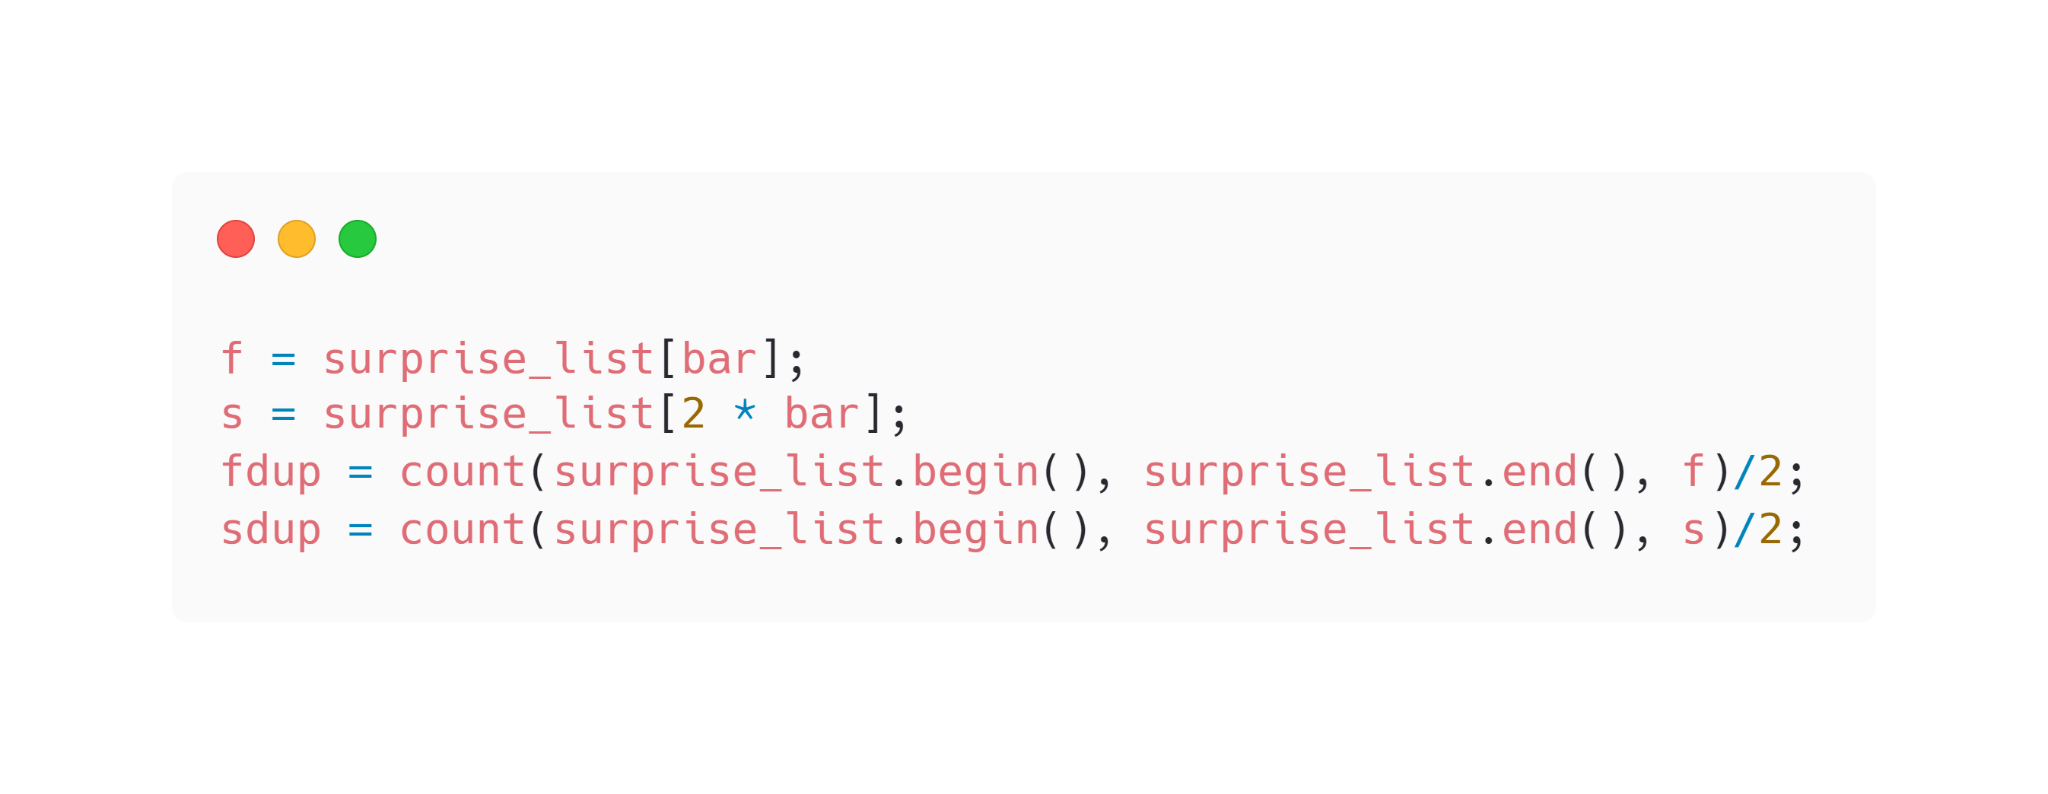 f = surprise_list[bar];
s = surprise_list[2 * bar];
fdup = count(surprise_list.begin(), surprise_list.end(), f)/2;
sdup = count(surprise_list.begin(), surprise_list.end(), s)/2;